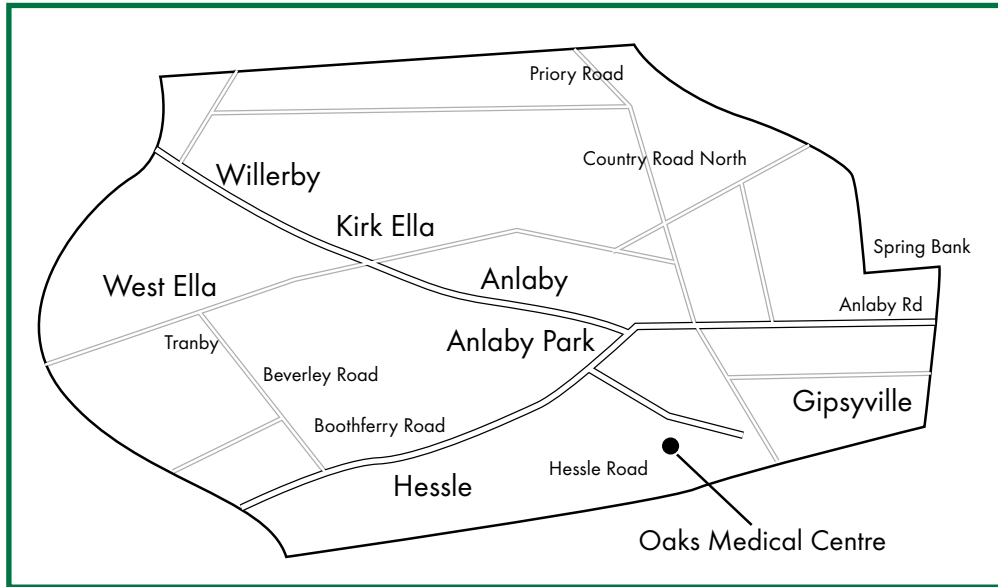 Priory Road
Country Road North
Willerby
Kirk Ella
Spring Bank
West Ella
Anlaby
Anlaby Rd
Tranby
Anlaby Park
Beverley Road
Gipsyville
Boothferry Road
Hessle Road
Hessle
Oaks Medical Centre